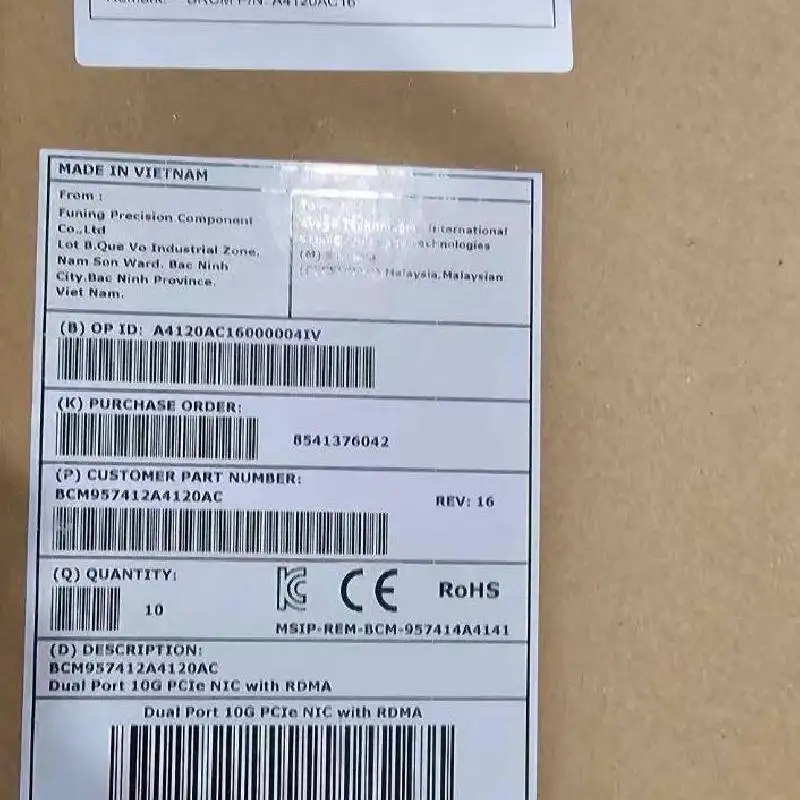 BRCM P/N: A4120AC16
MADE IN VIETNAM
From :
Funing Precision Component
Co.,Ltd
Lot B.Que Vo Industrial Zone.
Nam Son Ward. Bac Ninh
City.Bac Ninh Province.
Viet Nam.
International
Technologies
Malaysia,Malaysian
(B) OP ID: A4120AC16000004IV
(K) PURCHASE ORDER:
8541376042
(P) CUSTOMER PART NUMBER:
BCM957412A4120AC
REV: 16
(Q) QUANTITY:
10
CE
RoHS
MSIP-REM-BCM-957414A4141
(D) DESCRIPTION:
BCM957412A4120AC
Dual Port 10G PCIe NIC with RDMA
Dual Port 10G PCIe NIC with RDMA